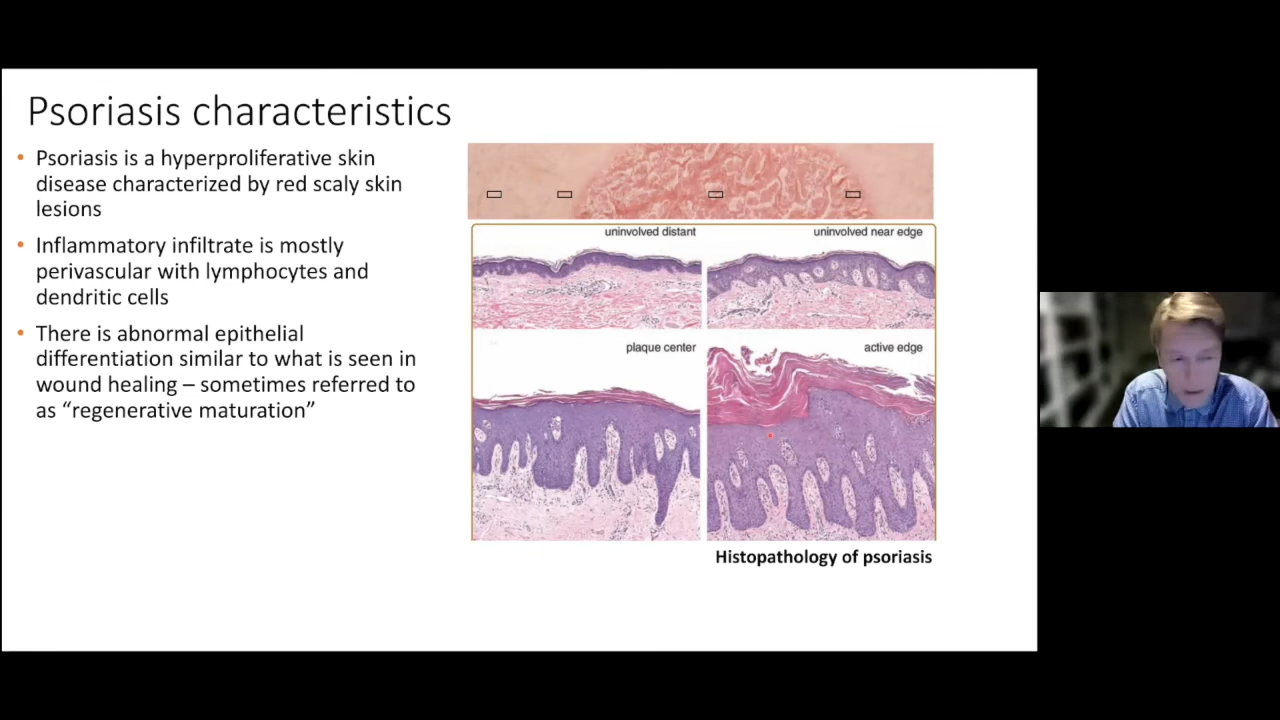 Psoriasis characteristics
• Psoriasis is a hyperproliferative skin
disease characterized by red scaly skin
lesions
• Inflammatory infiltrate is mostly
perivascular with lymphocytes and
dendritic cells
• There is abnormal epithelial
differentiation similar to what is seen in
wound healing – sometimes referred to
as “regenerative maturation”
uninvolved distant
uninvolved near edge
plaque center
active edge
Histopathology of psoriasis